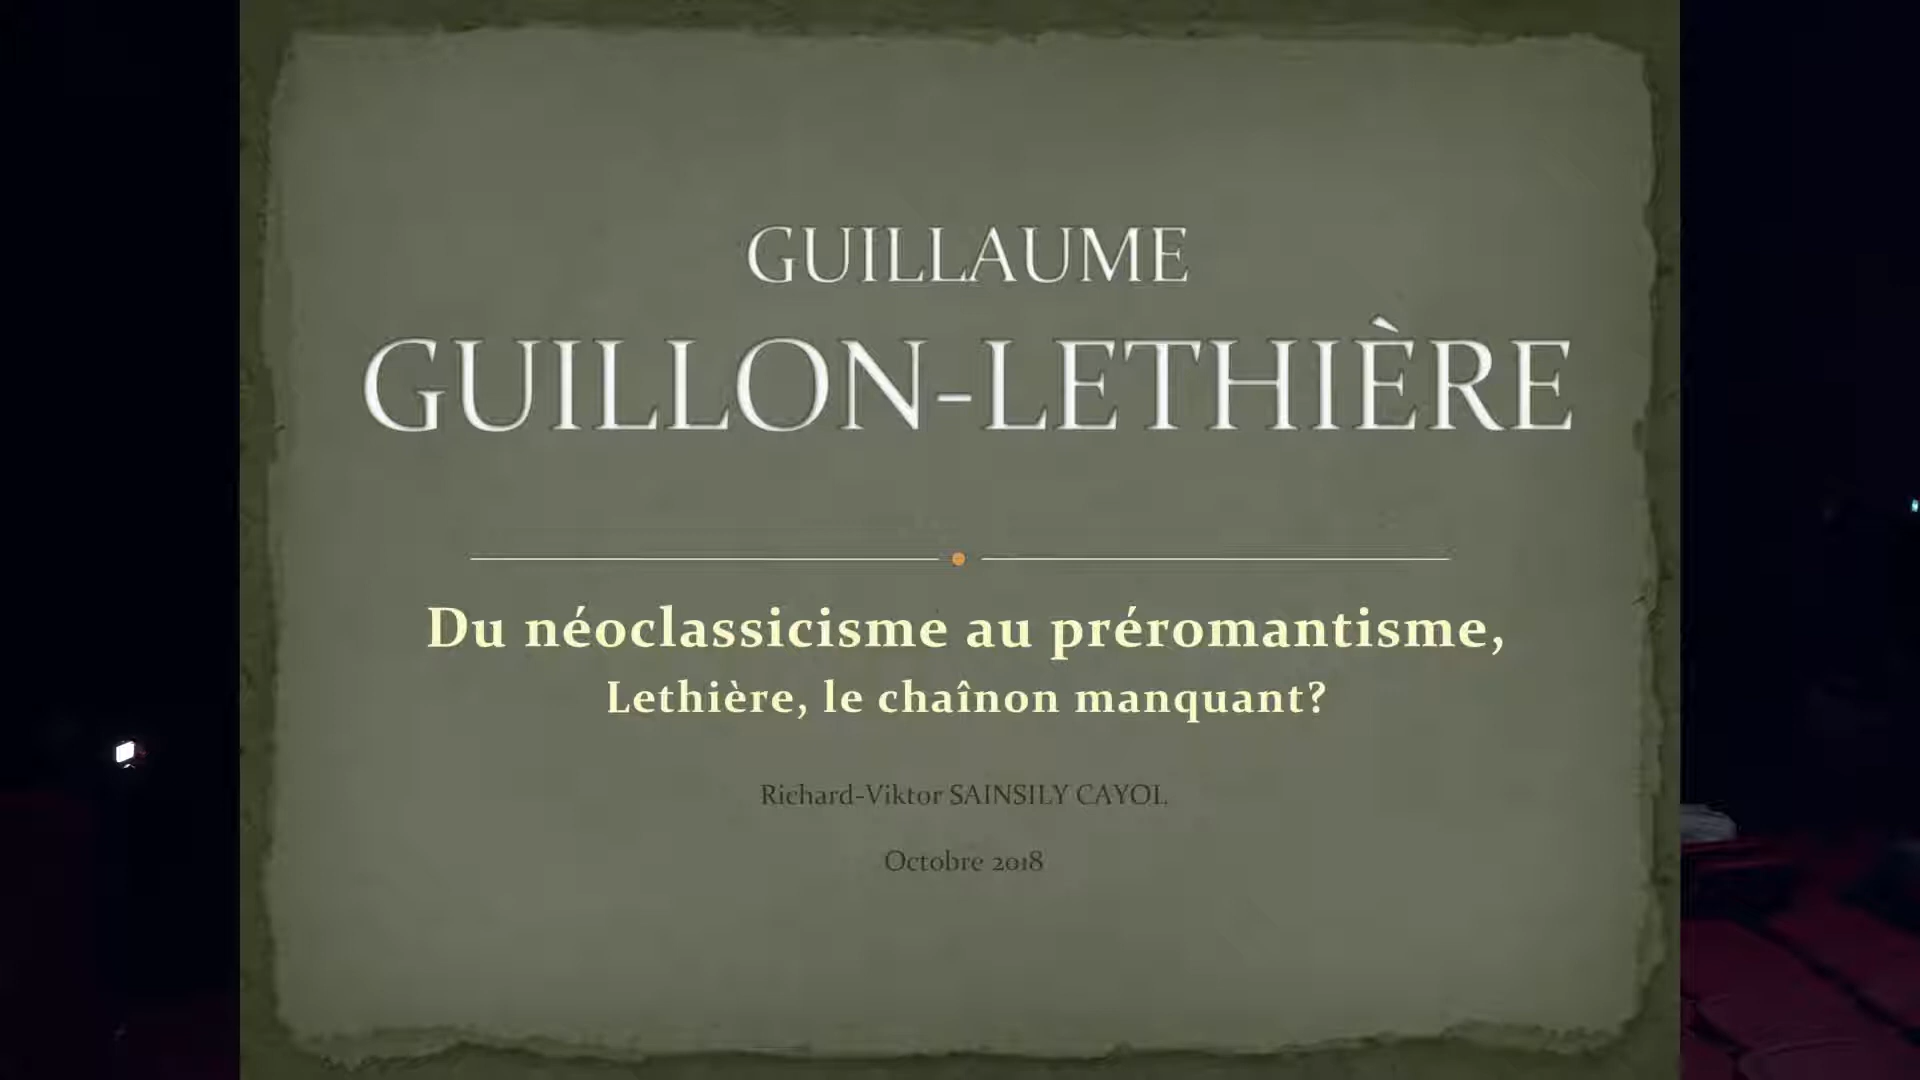 GUILLAUME
GUILLON-LETHIÈRE
Du néoclassicisme au préromantisme,
Lethière, le chaînon manquant?
Richard-Viktor SAINSILY CAYOL
Octobre 2018